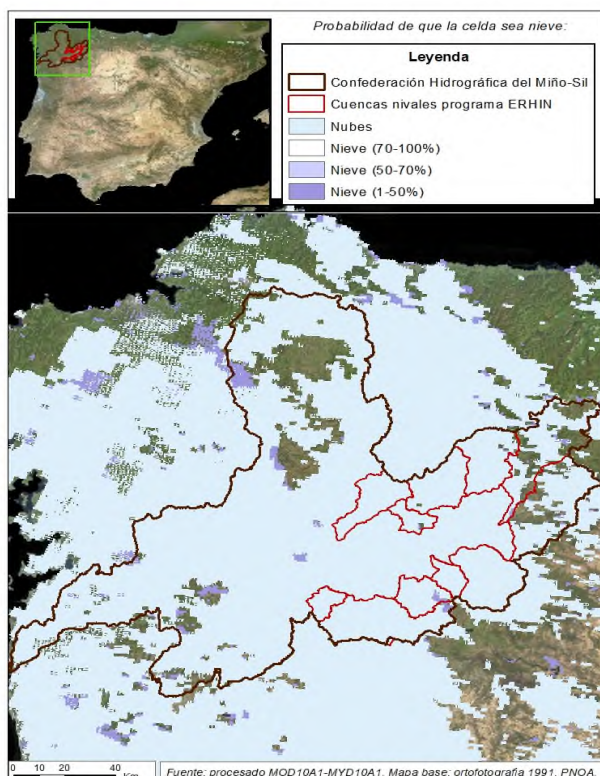 Probabilidad de que la celda sea nieve:
Leyenda
Confederación Hidrográfica del Miño-Sil
Cuencas nivales programa ERHIN
Nubes
Nieve (70-100%)
Nieve (50-70%)
Nieve (1-50%)
0 10 20 40
Km
Fuente: procesado MOD10A1-MYD10A1. Mapa base: ortofotografía 1991, PNOA